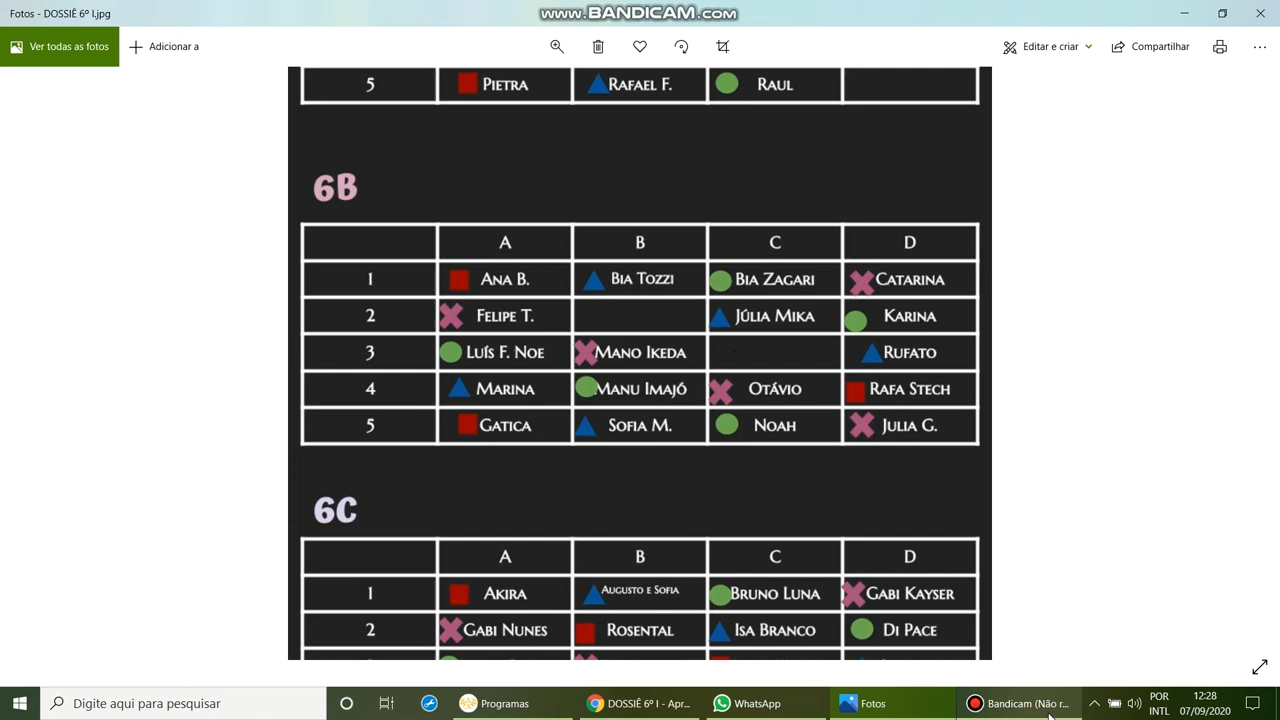 Fotos - DOSSIÊ 6º I.jpg
www.BANDICAM.com
Ver todas as fotos
Adicionar a
Editar e criar
Compartilhar
5 Pietra Rafael F. Raul
6B
A B C D
1 Ana B. Bia Tozzi Bia Zagari Catarina
2 Felipe T. Júlia Mika Karina
3 Luís F. Noe Mano Ikeda Rufato
4 Marina Manu Imajó Otávio Rafa Stech
5 Gatica Sofia M. Noah Julia G.
6C
A B C D
1 Akira Augusto e Sofia Bruno Luna Gabi Kayser
2 Gabi Nunes Rosental Isa Branco Di Pace
Digite aqui para pesquisar
Programas
DOSSIÊ 6º I - Apr...
WhatsApp
Fotos
Bandicam (Não r...
POR
INTL
12:28
07/09/2020